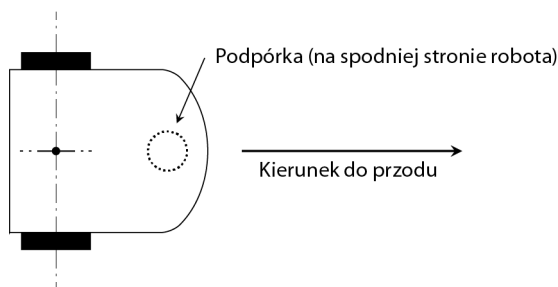 Podpórka (na spodniej stronie robota)
Kierunek do przodu